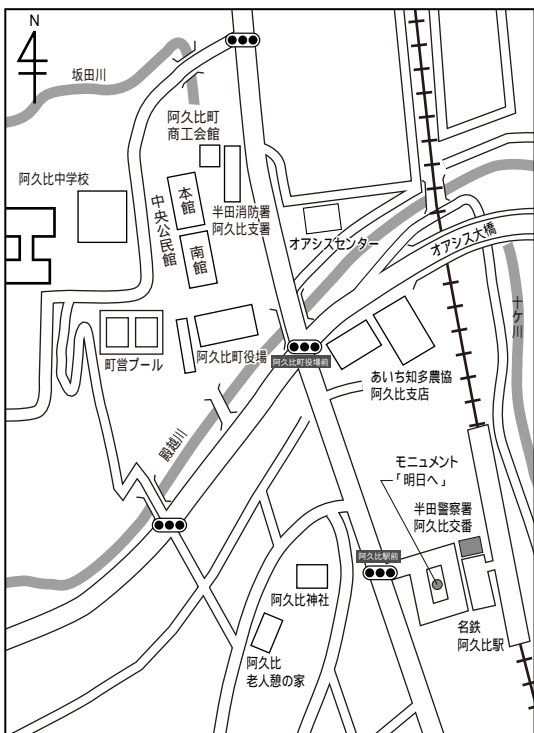 N
坂田川
阿久比町
商工会館
阿久比中学校
本館
中央公民館
半田消防署
阿久比支署
南館
オアシスセンター
オアシス大橋
十ケ川
町営プール
阿久比町役場
阿久比町役場前
あいち知多農協
阿久比支店
殿越川
モニュメント
「明日へ」
半田警察署
阿久比交番
阿久比駅前
阿久比神社
名鉄
阿久比駅
阿久比
老人憩の家